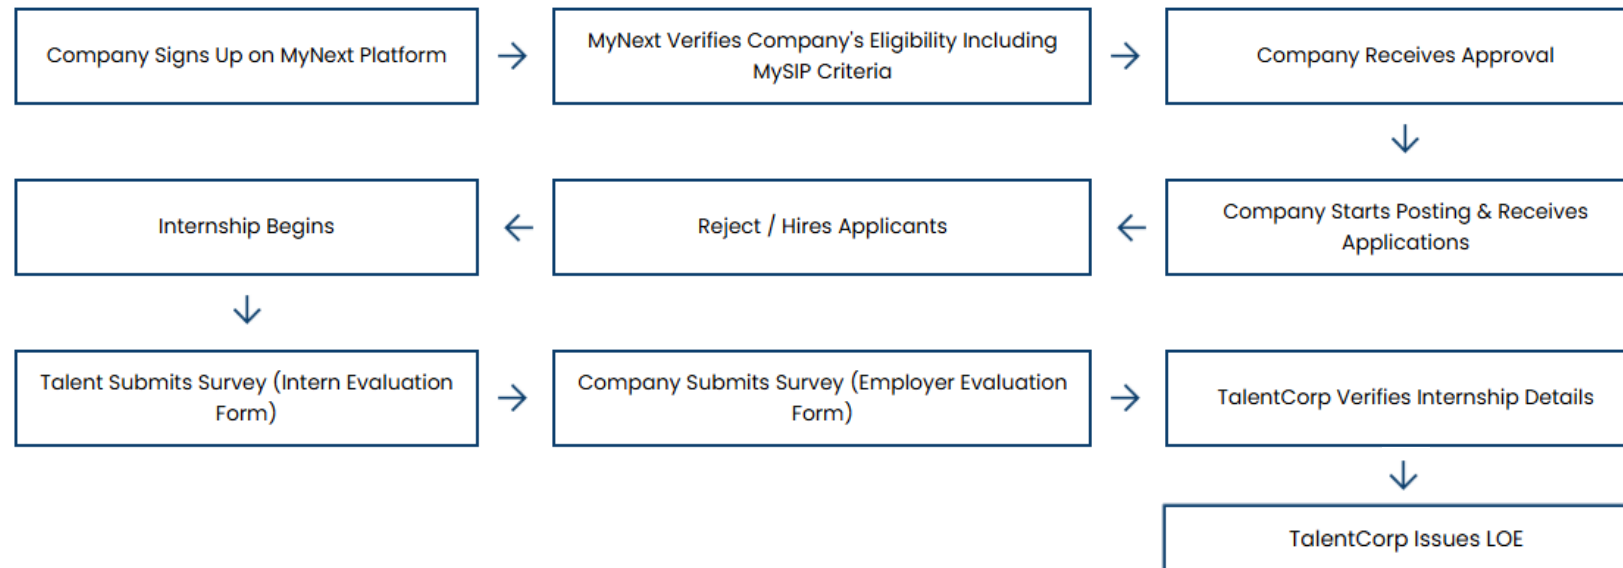 Company Signs Up on MyNext Platform
MyNext Verifies Company's Eligibility Including
MySIP Criteria
Company Receives Approval
Company Starts Posting & Receives
Applications
Reject / Hires Applicants
Internship Begins
Talent Submits Survey (Intern Evaluation
Form)
Company Submits Survey (Employer Evaluation
Form)
TalentCorp Verifies Internship Details
TalentCorp Issues LOE